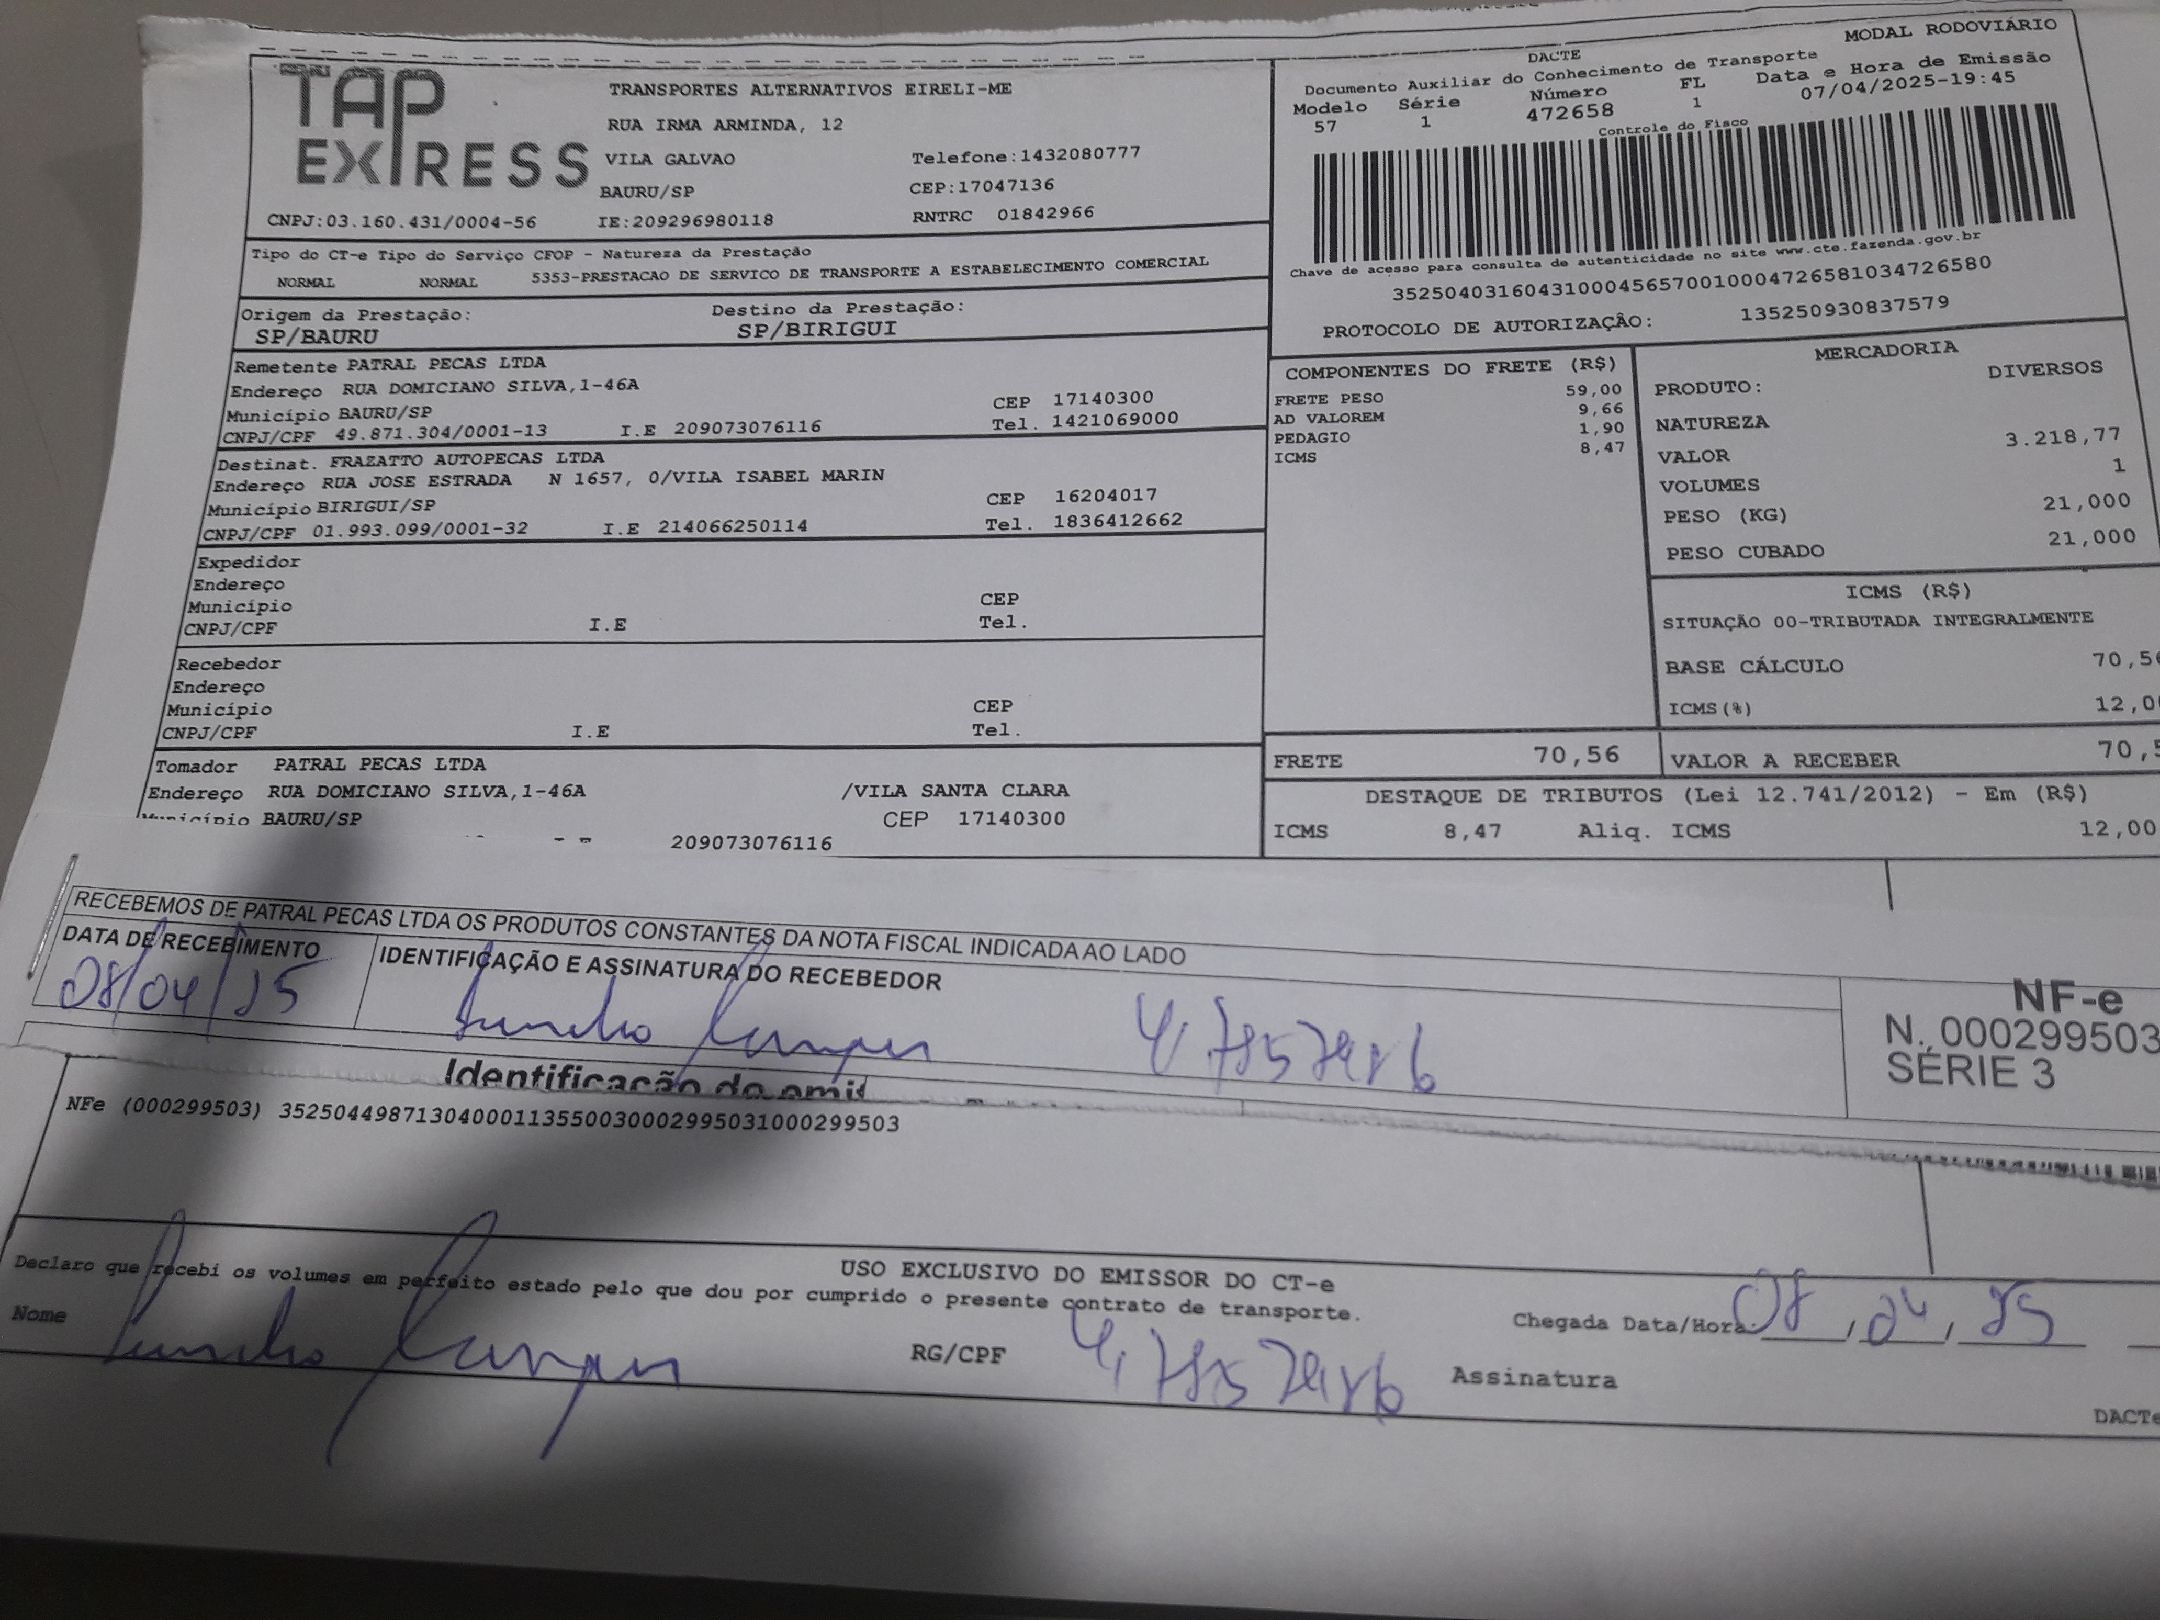 TAP EXPRESS
TRANSPORTES ALTERNATIVOS EIRELI-ME
RUA IRMA ARMINDA, 12
VILA GALVAO Telefone:1432080777
BAURU/SP CEP:17047136
CNPJ:03.160.431/0004-56 IE:209296980118 RNTRC 01842966
MODAL RODOVIÁRIO
DACTE
Documento Auxiliar do Conhecimento de Transporte
Modelo Série Número FL Data e Hora de Emissão
57 1 472658 1 07/04/2025-19:45
Controle do Fisco
Chave de acesso para consulta de autenticidade no site www.cte.fazenda.gov.br
35250403160431000456570010004726581034726580
PROTOCOLO DE AUTORIZAÇÃO: 135250930837579
Tipo do CT-e Tipo do Serviço CFOP - Natureza da Prestação
NORMAL NORMAL 5353-PRESTACAO DE SERVICO DE TRANSPORTE A ESTABELECIMENTO COMERCIAL
Origem da Prestação: Destino da Prestação:
SP/BAURU SP/BIRIGUI
Remetente PATRAL PECAS LTDA
Endereço RUA DOMICIANO SILVA,1-46A
Município BAURU/SP CEP 17140300
CNPJ/CPF 49.871.304/0001-13 I.E 209073076116 Tel. 1421069000
Destinat. FRAZATTO AUTOPECAS LTDA
Endereço RUA JOSE ESTRADA N 1657, 0/VILA ISABEL MARIN
Município BIRIGUI/SP CEP 16204017
CNPJ/CPF 01.993.099/0001-32 I.E 214066250114 Tel. 1836412662
Expedidor
Endereço
Município CEP
CNPJ/CPF I.E Tel.
Recebedor
Endereço
Município CEP
CNPJ/CPF I.E Tel.
Tomador PATRAL PECAS LTDA
Endereço RUA DOMICIANO SILVA,1-46A /VILA SANTA CLARA
Município BAURU/SP CEP 17140300
209073076116
COMPONENTES DO FRETE (R$)
FRETE PESO 59,00
AD VALOREM 9,66
PEDAGIO 1,90
ICMS 8,47
MERCADORIA
PRODUTO: DIVERSOS
NATUREZA
VALOR 3.218,77
VOLUMES 1
PESO (KG) 21,000
PESO CUBADO 21,000
ICMS (R$)
SITUAÇÃO 00-TRIBUTADA INTEGRALMENTE
BASE CÁLCULO 70,56
ICMS(%) 12,0
FRETE 70,56 VALOR A RECEBER 70,5
DESTAQUE DE TRIBUTOS (Lei 12.741/2012) - Em (R$)
ICMS 8,47 Aliq. ICMS 12,00
RECEBEMOS DE PATRAL PECAS LTDA OS PRODUTOS CONSTANTES DA NOTA FISCAL INDICADA AO LADO
DATA DE RECEBIMENTO IDENTIFICAÇÃO E ASSINATURA DO RECEBEDOR
08/04/25
NF-e
N. 000299503
SÉRIE 3
Identificação do emit
NFe (000299503) 35250449871304000113550030002995031000299503
USO EXCLUSIVO DO EMISSOR DO CT-e
Declaro que recebi os volumes em perfeito estado pelo que dou por cumprido o presente contrato de transporte.
Nome RG/CPF Chegada Data/Hora: 08/04/25
Assinatura
DACTe